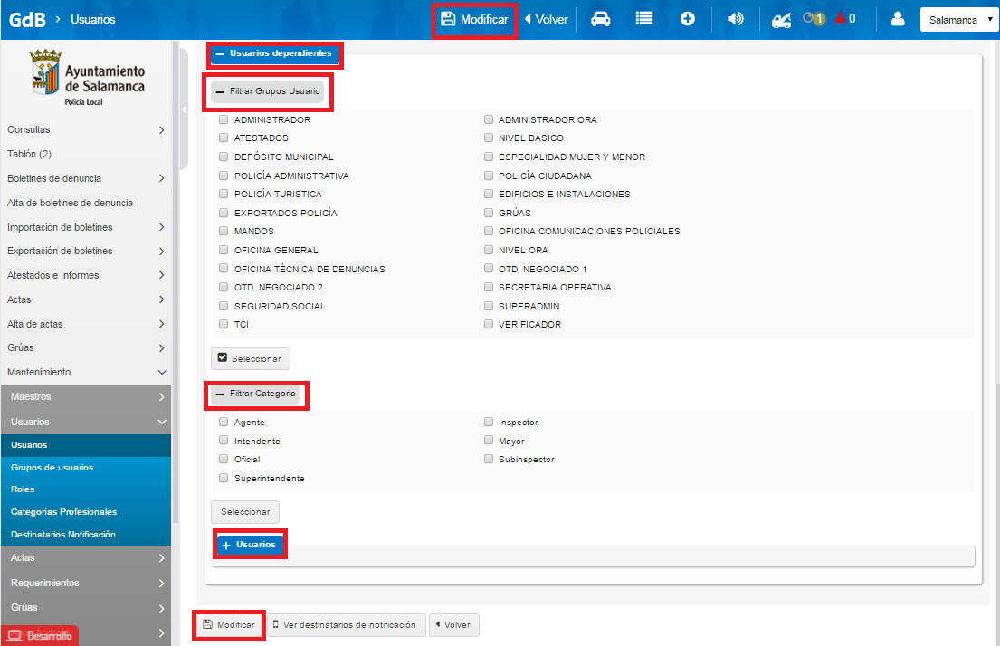 GdB > Usuarios
Modificar
Volver
1
0
Salamanca
Ayuntamiento
de Salamanca
Policía Local
Consultas
Tablón (2)
Boletines de denuncia
Alta de boletines de denuncia
Importación de boletines
Exportación de boletines
Atestados e Informes
Actas
Alta de actas
Grúas
Mantenimiento
Maestros
Usuarios
Usuarios
Grupos de usuarios
Roles
Categorías Profesionales
Destinatarios Notificación
Actas
Requerimientos
Grúas
Desarrollo
Usuarios dependientes
Filtrar Grupos Usuario
ADMINISTRADOR
ADMINISTRADOR ORA
ATESTADOS
NIVEL BÁSICO
DEPÓSITO MUNICIPAL
ESPECIALIDAD MUJER Y MENOR
POLICÍA ADMINISTRATIVA
POLICÍA CIUDADANA
POLICÍA TURISTICA
EDIFICIOS E INSTALACIONES
EXPORTADOS POLICÍA
GRÚAS
MANDOS
OFICINA COMUNICACIONES POLICIALES
OFICINA GENERAL
NIVEL ORA
OFICINA TÉCNICA DE DENUNCIAS
OTD. NEGOCIADO 1
OTD. NEGOCIADO 2
SECRETARIA OPERATIVA
SEGURIDAD SOCIAL
SUPERADMIN
TCI
VERIFICADOR
Seleccionar
Filtrar Categoria
Agente
Inspector
Intendente
Mayor
Oficial
Subinspector
Superintendente
Seleccionar
Usuarios
Modificar
Ver destinatarios de notificación
Volver